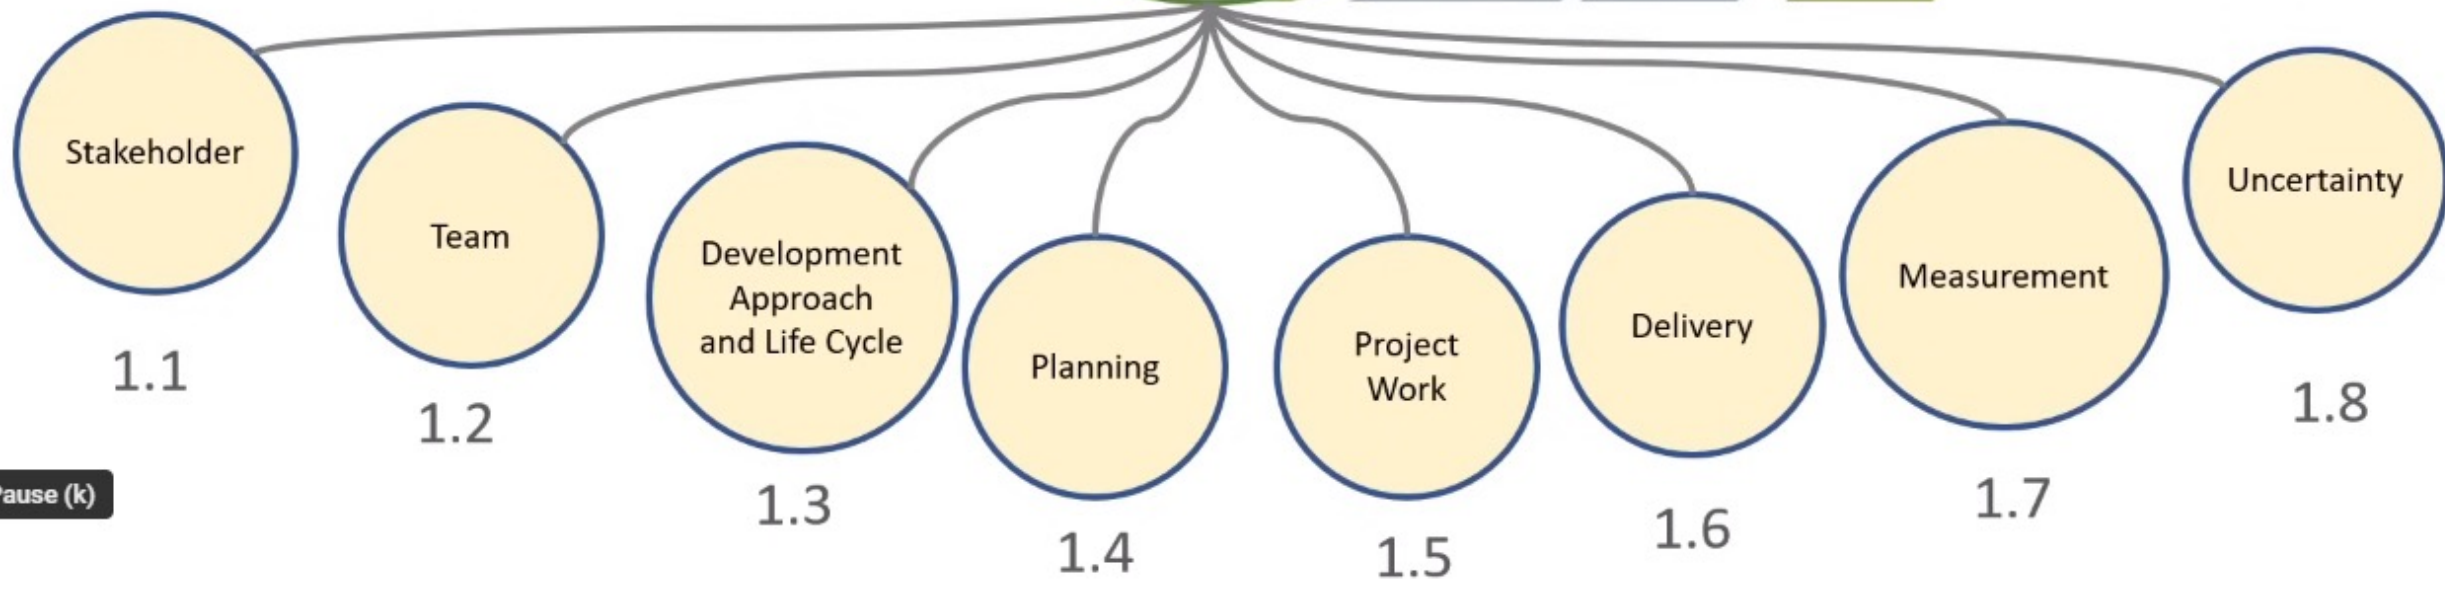 Stakeholder
1.1
Team
1.2
Development
Approach
and Life Cycle
1.3
Planning
1.4
Project
Work
1.5
Delivery
1.6
Measurement
1.7
Uncertainty
1.8
ause (k)